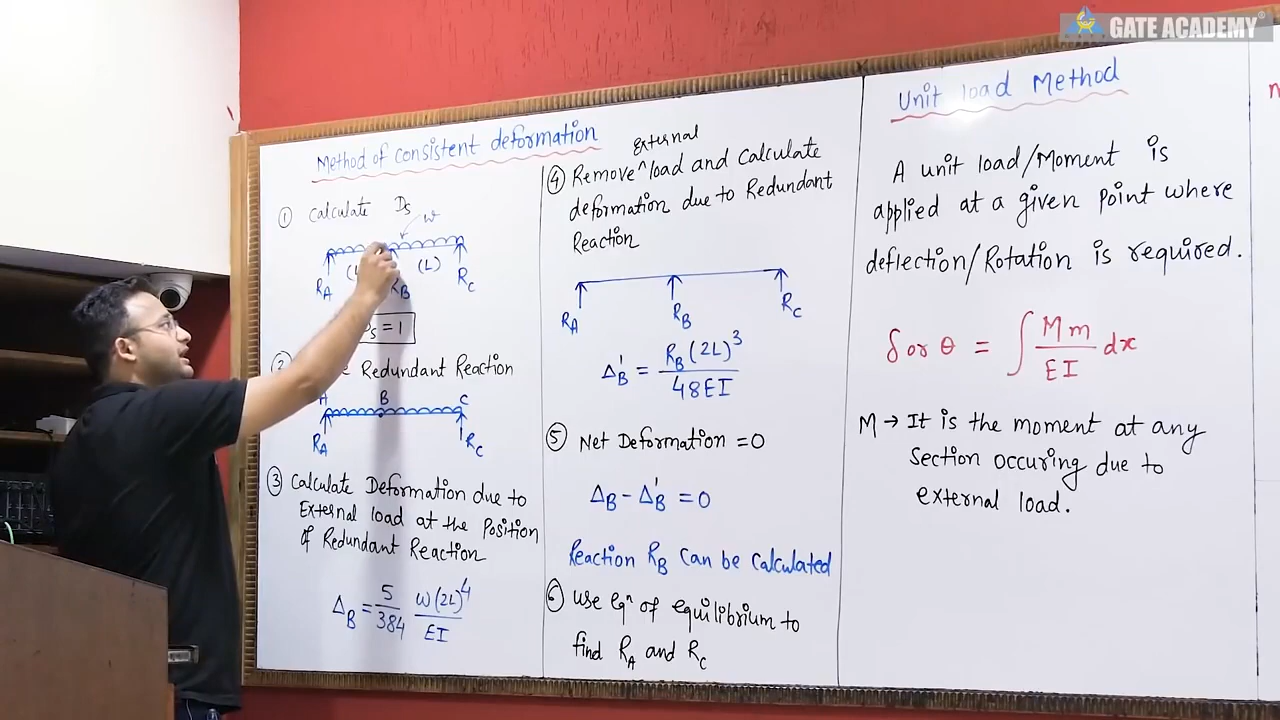 GATE ACADEMY®
Method of consistent deformation
① Calculate Ds
w
(L)
RA RB RC
= 1
② Redundant Reaction
A B C
RA RC
③ Calculate Deformation due to
External load at the Position
of Redundant Reaction
ΔB = 5/384 w(2L)⁴/EI
external
④ Remove ^ load and Calculate
deformation due to Redundant
Reaction
RA RB RC
Δ'B = RB(2L)³/48EI
⑤ Net Deformation = 0
ΔB - Δ'B = 0
Reaction RB Can be Calculated
⑥ Use Eqⁿ of equilibrium to
find RA and RC
Unit load Method
A unit load/Moment is
applied at a given point where
deflection/Rotation is required.
δ or θ = ∫ Mm/EI dx
M → It is the moment at any
Section occuring due to
external load.